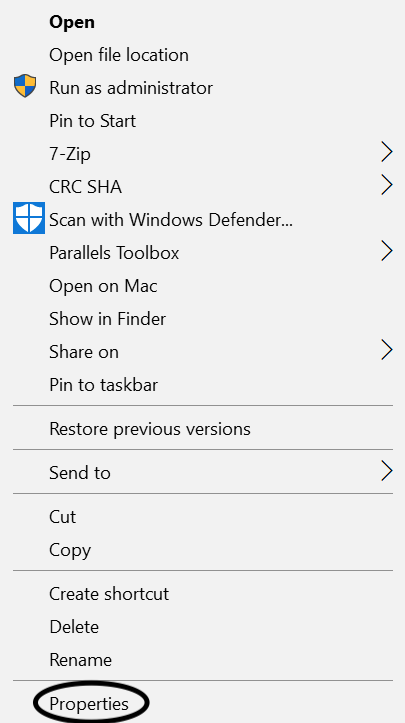 Open
Open file location
Run as administrator
Pin to Start
7-Zip
CRC SHA
Scan with Windows Defender...
Parallels Toolbox
Open on Mac
Show in Finder
Share on
Pin to taskbar
Restore previous versions
Send to
Cut
Copy
Create shortcut
Delete
Rename
Properties